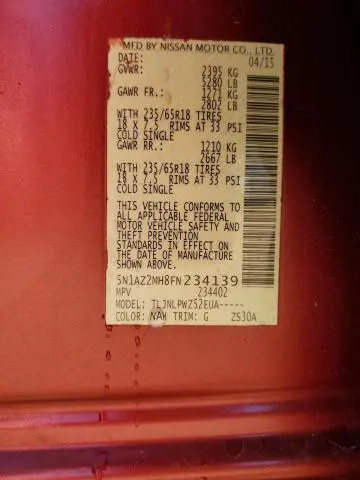 MFD BY NISSAN MOTOR CO., LTD.
DATE: 04/15
GVWR: 2395 KG
5280 LB
GAWR FR.: 1271 KG
2802 LB
WITH 235/65R18 TIRES
18 X 7.5 RIMS AT 33 PSI
COLD SINGLE
GAWR RR.: 1210 KG
2667 LB
WITH 235/65R18 TIRES
18 X 7.5 RIMS AT 33 PSI
COLD SINGLE
THIS VEHICLE CONFORMS TO
ALL APPLICABLE FEDERAL
MOTOR VEHICLE SAFETY AND
THEFT PREVENTION
STANDARDS IN EFFECT ON
THE DATE OF MANUFACTURE
SHOWN ABOVE.
5N1AZ2MH8FN234139
MPV 234402
MODEL: TLJNLPWZ52EUA-----
COLOR: NAH TRIM: G ZS30A